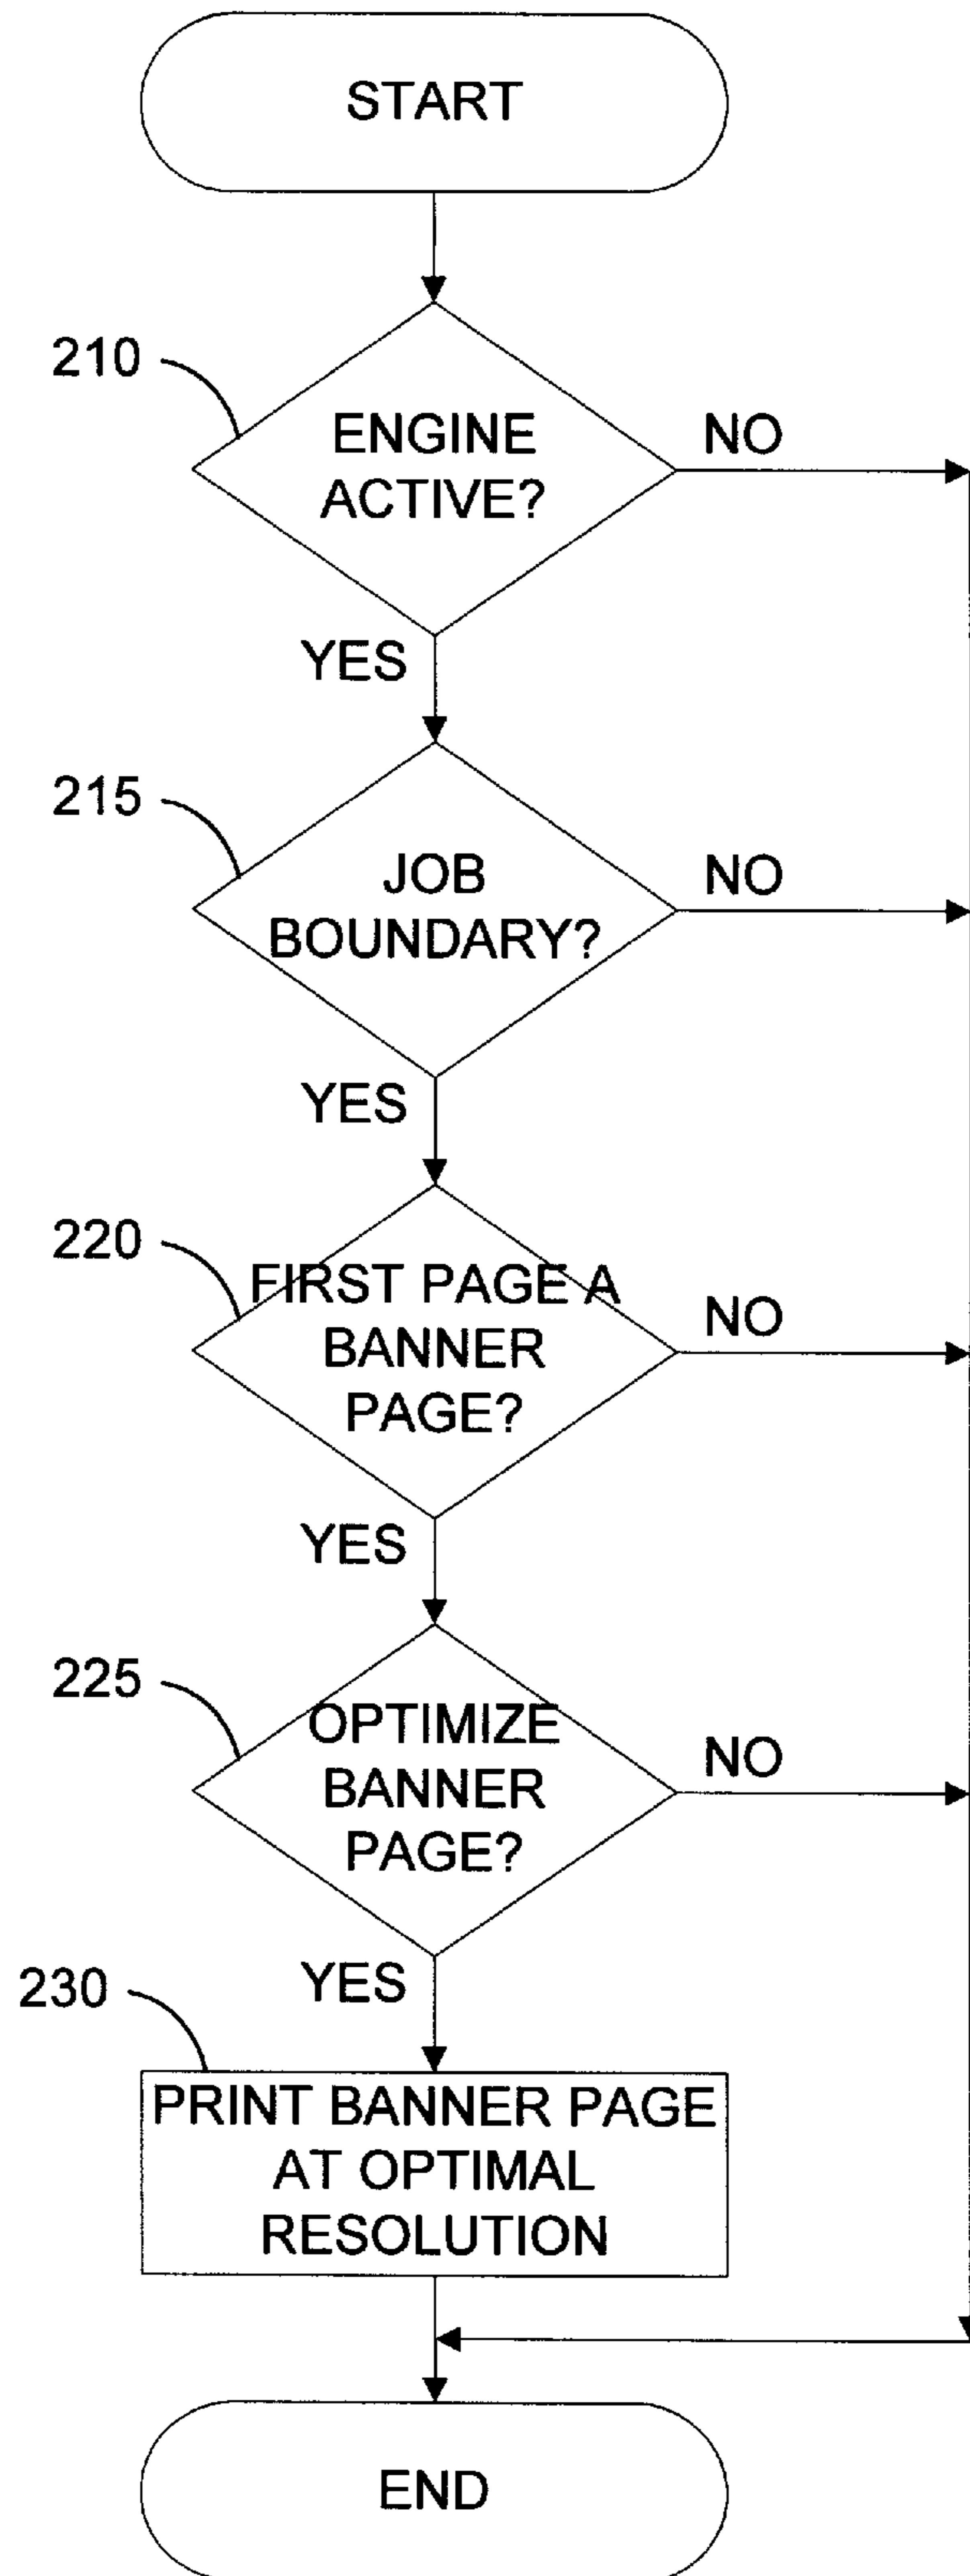 START
210
ENGINE
ACTIVE?
NO
YES
215
JOB
BOUNDARY?
NO
YES
220
FIRST PAGE A
BANNER
PAGE?
NO
YES
225
OPTIMIZE
BANNER
PAGE?
NO
YES
230
PRINT BANNER PAGE
AT OPTIMAL
RESOLUTION
END